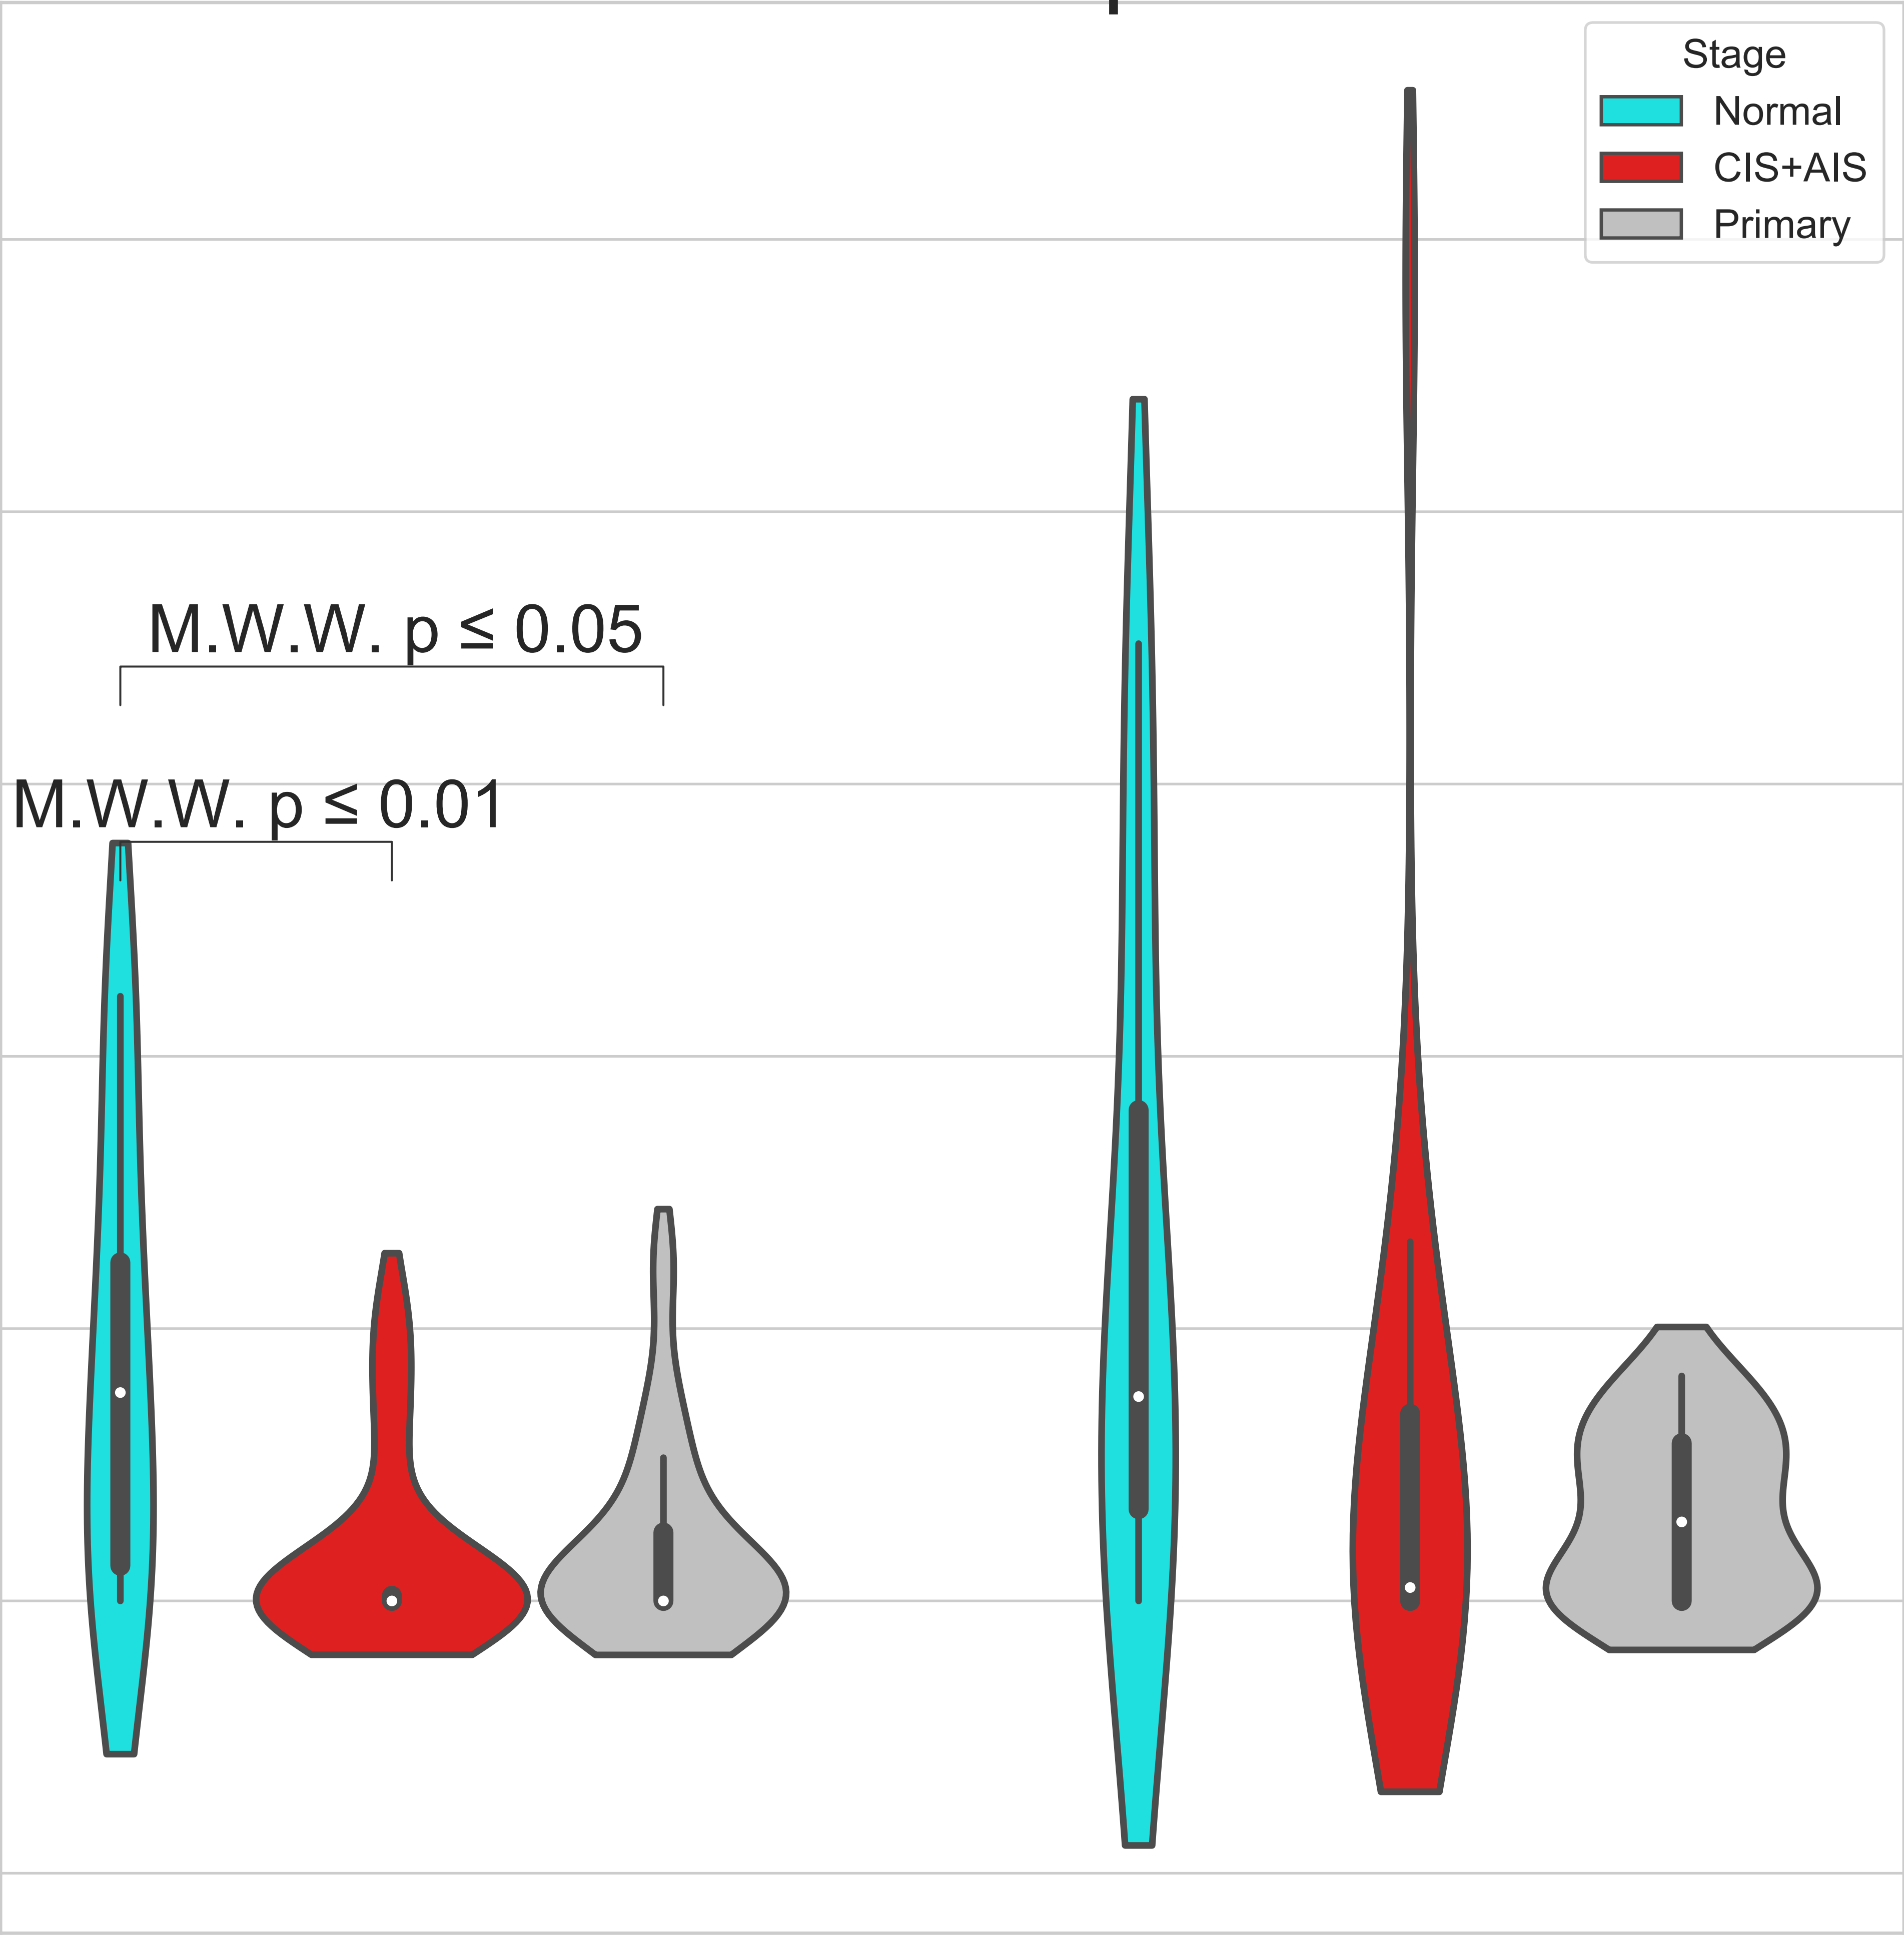 Stage
Normal
CIS+AIS
Primary
M.W.W. p ≤ 0.05
M.W.W. p ≤ 0.01